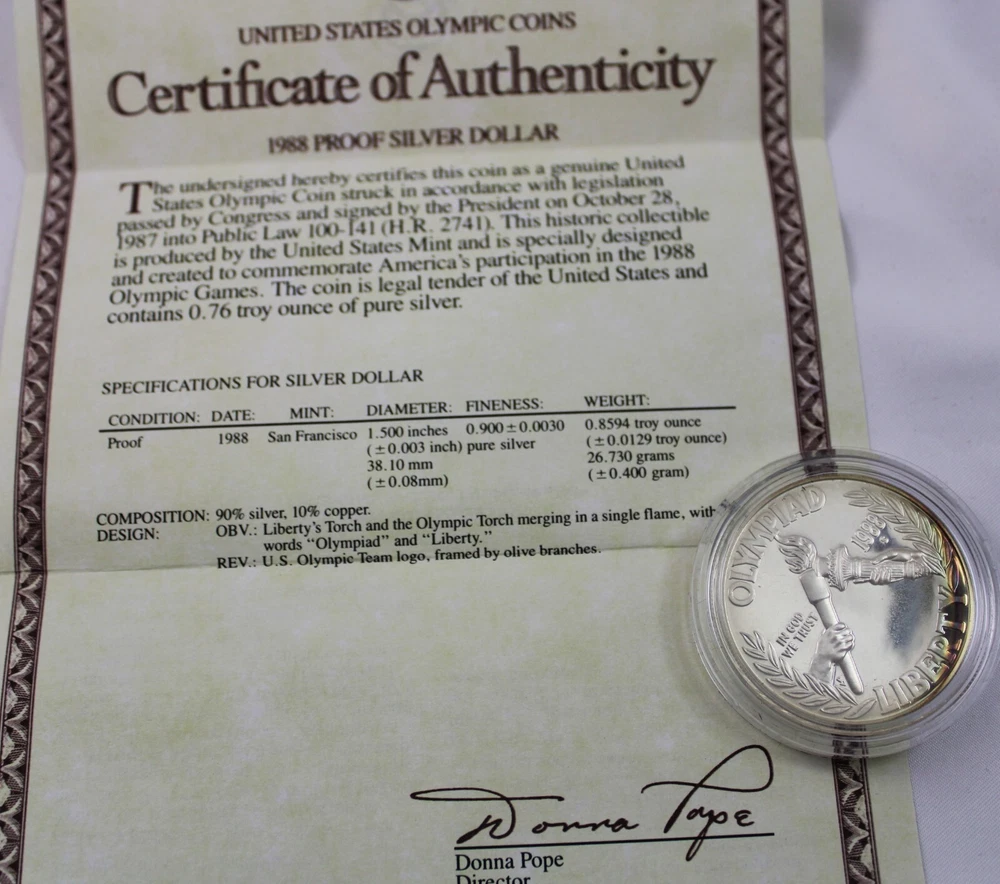 UNITED STATES OLYMPIC COINS
Certificate of Authenticity
1988 PROOF SILVER DOLLAR
The undersigned hereby certifies this coin as a genuine United
States Olympic Coin struck in accordance with legislation
passed by Congress and signed by the President on October 28,
1987 into Public Law 100-141 (H.R. 2741). This historic collectible
is produced by the United States Mint and is specially designed
and created to commemorate America's participation in the 1988
Olympic Games. The coin is legal tender of the United States and
contains 0.76 troy ounce of pure silver.
SPECIFICATIONS FOR SILVER DOLLAR
CONDITION: DATE: MINT: DIAMETER: FINENESS: WEIGHT:
Proof 1988 San Francisco 1.500 inches 0.900 ± 0.0030 0.8594 troy ounce
(±0.003 inch) pure silver (±0.0129 troy ounce)
38.10 mm 26.730 grams
(±0.08mm) (±0.400 gram)
COMPOSITION: 90% silver, 10% copper.
DESIGN: OBV.: Liberty's Torch and the Olympic Torch merging in a single flame, with
words "Olympiad" and "Liberty."
REV.: U.S. Olympic Team logo, framed by olive branches.
OLYMPIAD
1988
S
IN GOD
WE TRUST
LIBERTY
Donna Pope
Donna Pope
Director